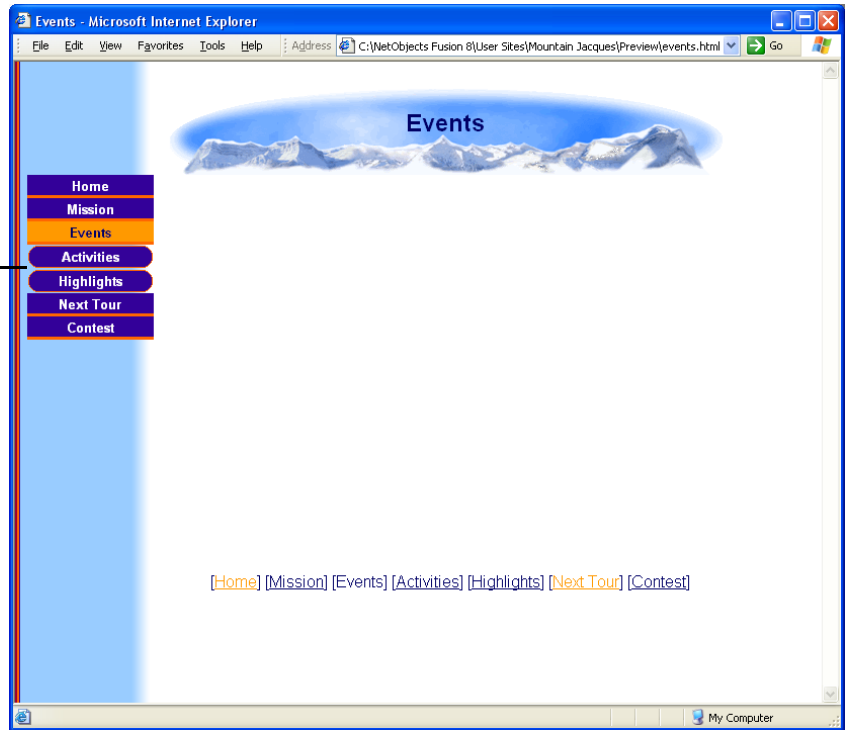 Events - Microsoft Internet Explorer
File Edit View Favorites Tools Help Address C:\NetObjects Fusion 8\User Sites\Mountain Jacques\Preview\events.html Go
Events
Home
Mission
Events
Activities
Highlights
Next Tour
Contest
[Home] [Mission] [Events] [Activities] [Highlights] [Next Tour] [Contest]
My Computer